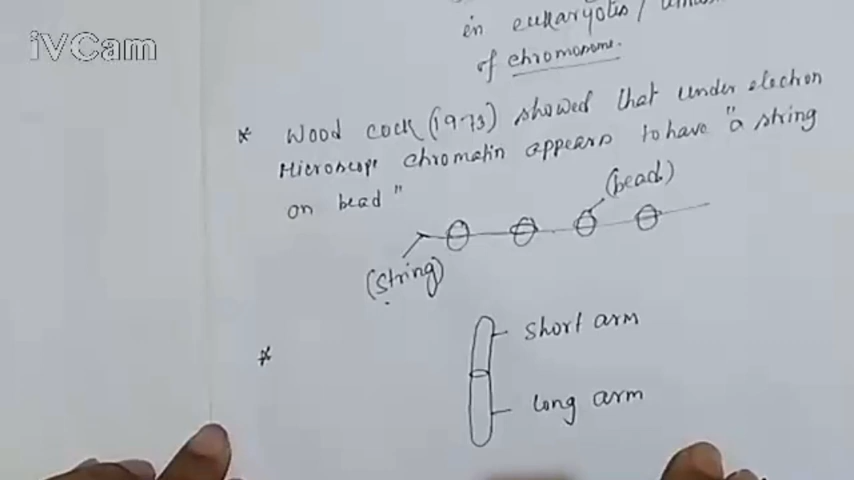 iVCam
in eukaryotes /
of chromosome.
* Wood cock (1973) showed that under electron
Microscope chromatin appears to have "a string
on bead"
(bead)
(string)
*
short arm
long arm